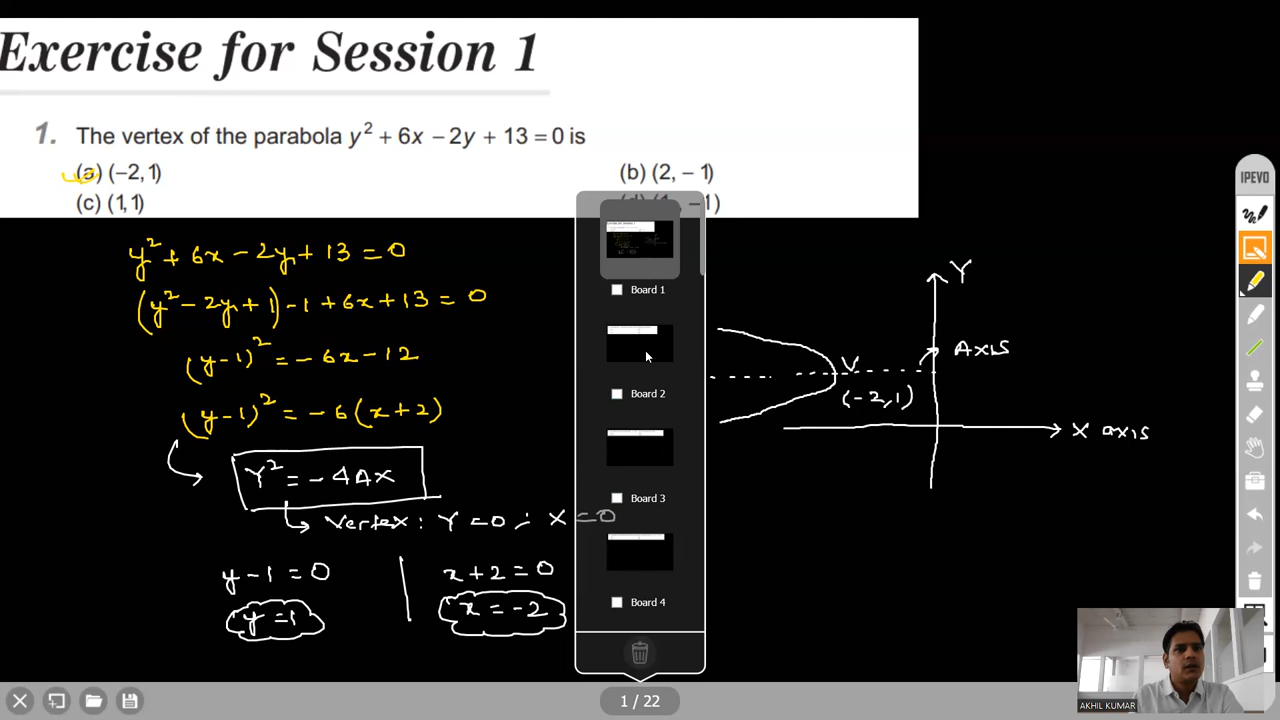 Exercise for Session 1
1. The vertex of the parabola y² + 6x − 2y + 13 = 0 is
(a) (−2, 1)
(b) (2, − 1)
(c) (1, 1)
−1)
y² + 6x − 2y + 13 = 0
(y² − 2y + 1) − 1 + 6x + 13 = 0
(y − 1)² = − 6x − 12
(y − 1)² = − 6 (x + 2)
Y² = − 4AX
Vertex : Y = 0 ; X = 0
y − 1 = 0
x + 2 = 0
y = 1
x = −2
Y
AXIS
V
(−2, 1)
X axis
Board 1
Board 2
Board 3
Board 4
1 / 22
IPEVO
AKHIL KUMAR